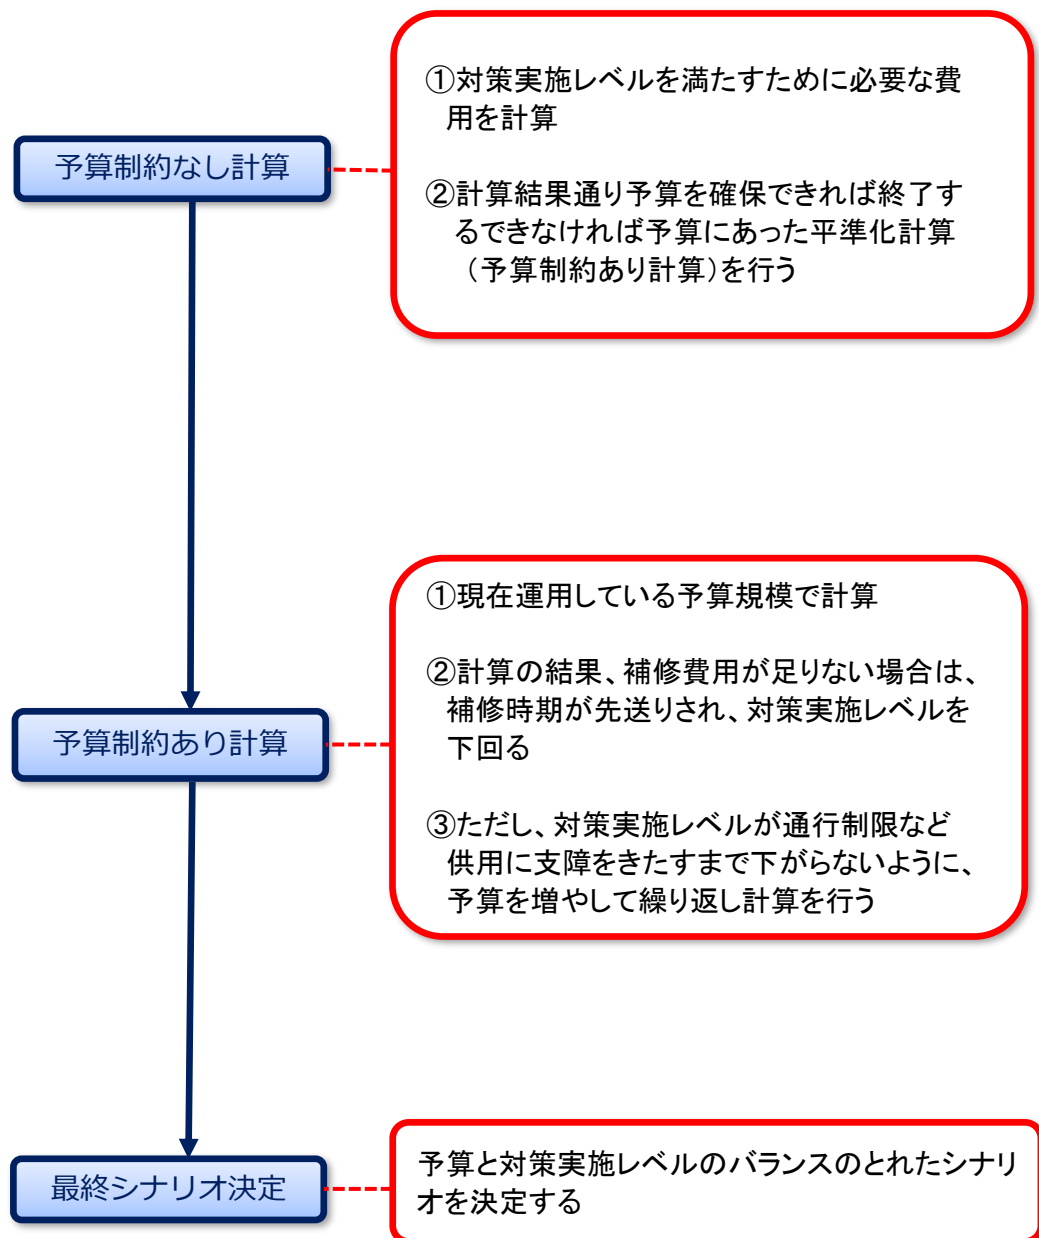 ①対策実施レベルを満たすために必要な費
用を計算
予算制約なし計算
②計算結果通り予算を確保できれば終了す
るできなければ予算にあった平準化計算
（予算制約あり計算）を行う
①現在運用している予算規模で計算
②計算の結果、補修費用が足りない場合は、
補修時期が先送りされ、対策実施レベルを
下回る
予算制約あり計算
③ただし、対策実施レベルが通行制限など
供用に支障をきたすまで下がらないように、
予算を増やして繰り返し計算を行う
最終シナリオ決定
予算と対策実施レベルのバランスのとれたシナリ
オを決定する